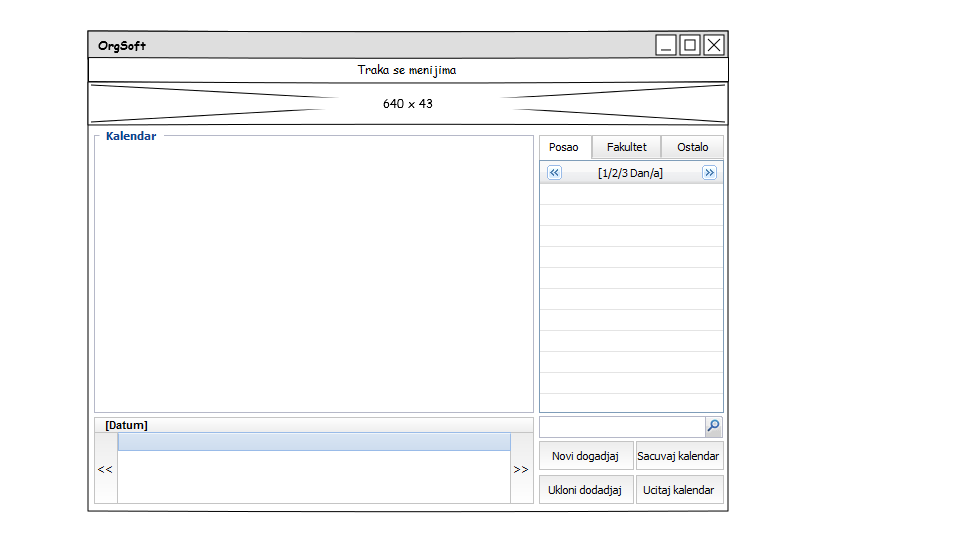 OrgSoft
Traka se menijima
640 x 43
Kalendar
Posao Fakultet Ostalo
[1/2/3 Dan/a]
[Datum]
<< >>
Novi dogadjaj Sacuvaj kalendar
Ukloni dodadjaj Ucitaj kalendar